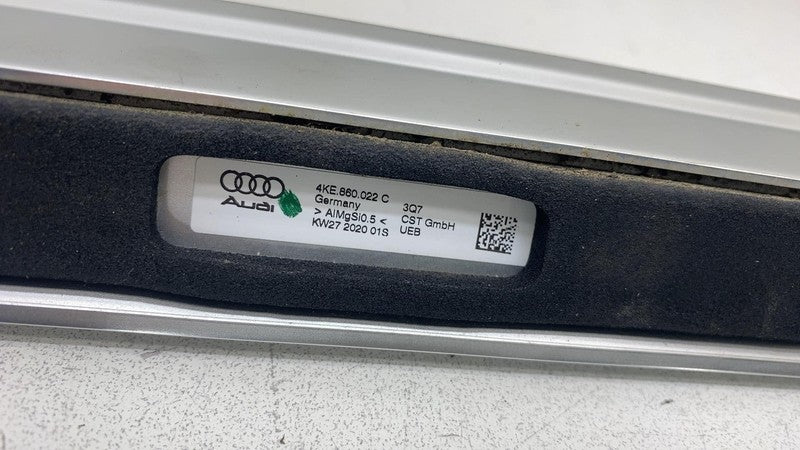 Audi
4KE.860.022 C 3Q7
Germany
> AlMgSi0.5 < CST GmbH
KW27 2020 01S UEB